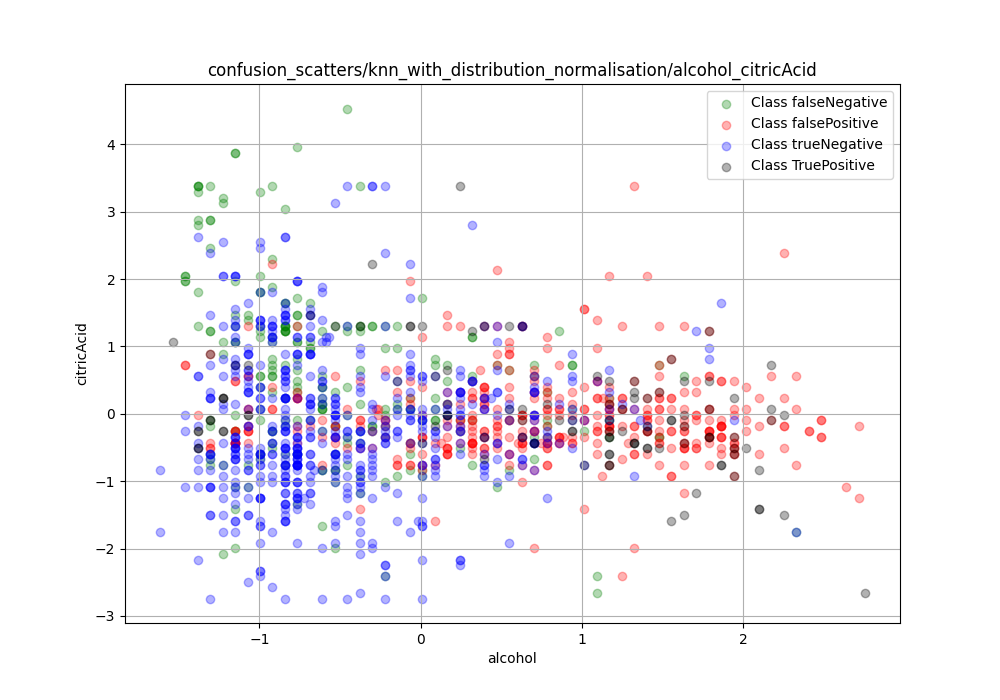 confusion_scatters/knn_with_distribution_normalisation/alcohol_citricAcid
Class falseNegative
Class falsePositive
Class trueNegative
Class TruePositive
citricAcid
4
3
2
1
0
−1
−2
−3
−1
0
1
2
alcohol